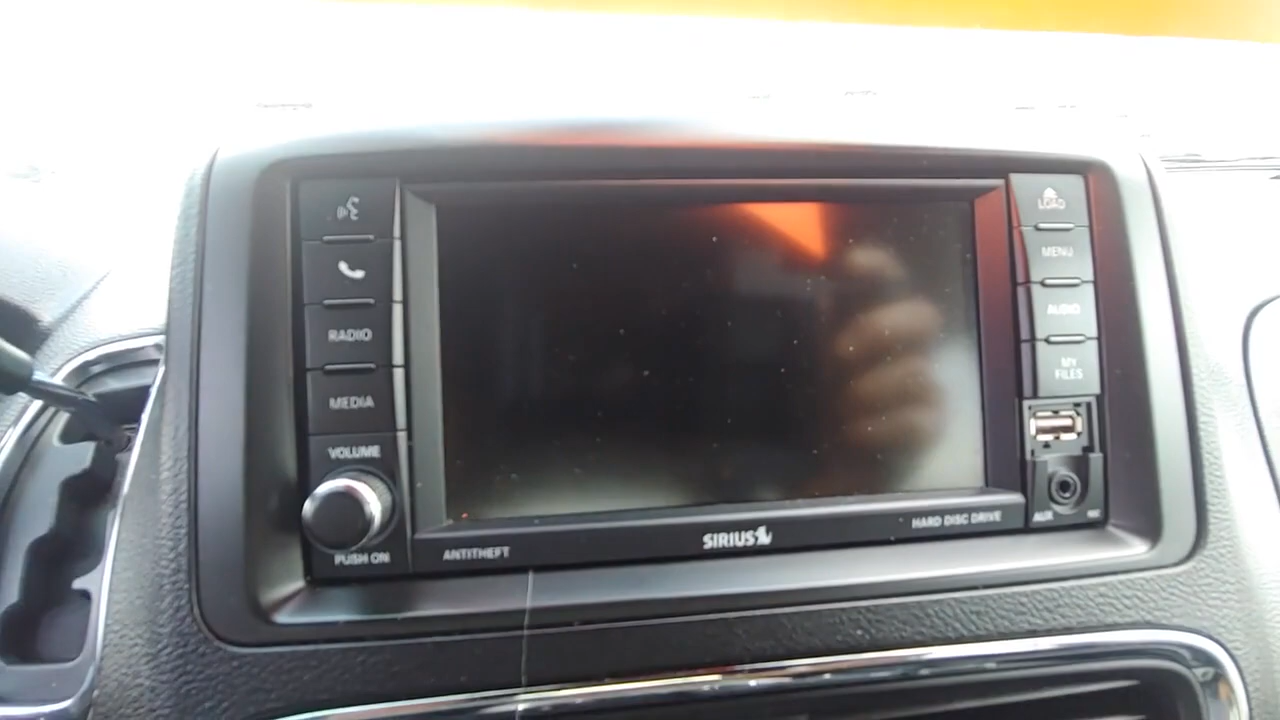 RADIO
MEDIA
VOLUME
PUSH ON
ANTITHEFT
SIRIUS
HARD DISC DRIVE
LOAD
MENU
AUDIO
MY
FILES
AUX